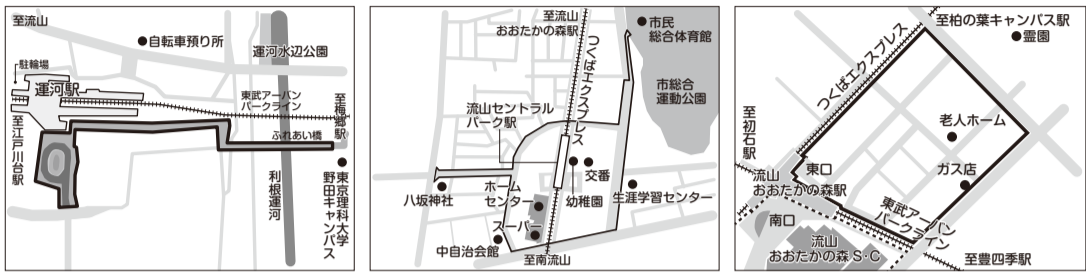 至流山
自転車預り所
運河水辺公園
駐輪場
運河駅
東武アーバン
パークライン
至梅郷駅
ふれあい橋
至江戸川台駅
利根運河
東京理科大学
野田キャンパス
至流山
おおたかの森駅
市民
総合体育館
つくばエクスプレス
市総合
運動公園
流山セントラル
パーク駅
交番
幼稚園
八坂神社
ホーム
センター
生涯学習センター
スーパー
中自治会館
至南流山
至柏の葉キャンパス駅
霊園
つくばエクスプレス
老人ホーム
至初石駅
ガス店
東口
流山
おおたかの森駅
東武アーバン
パークライン
南口
流山
おおたかの森S・C
至豊四季駅